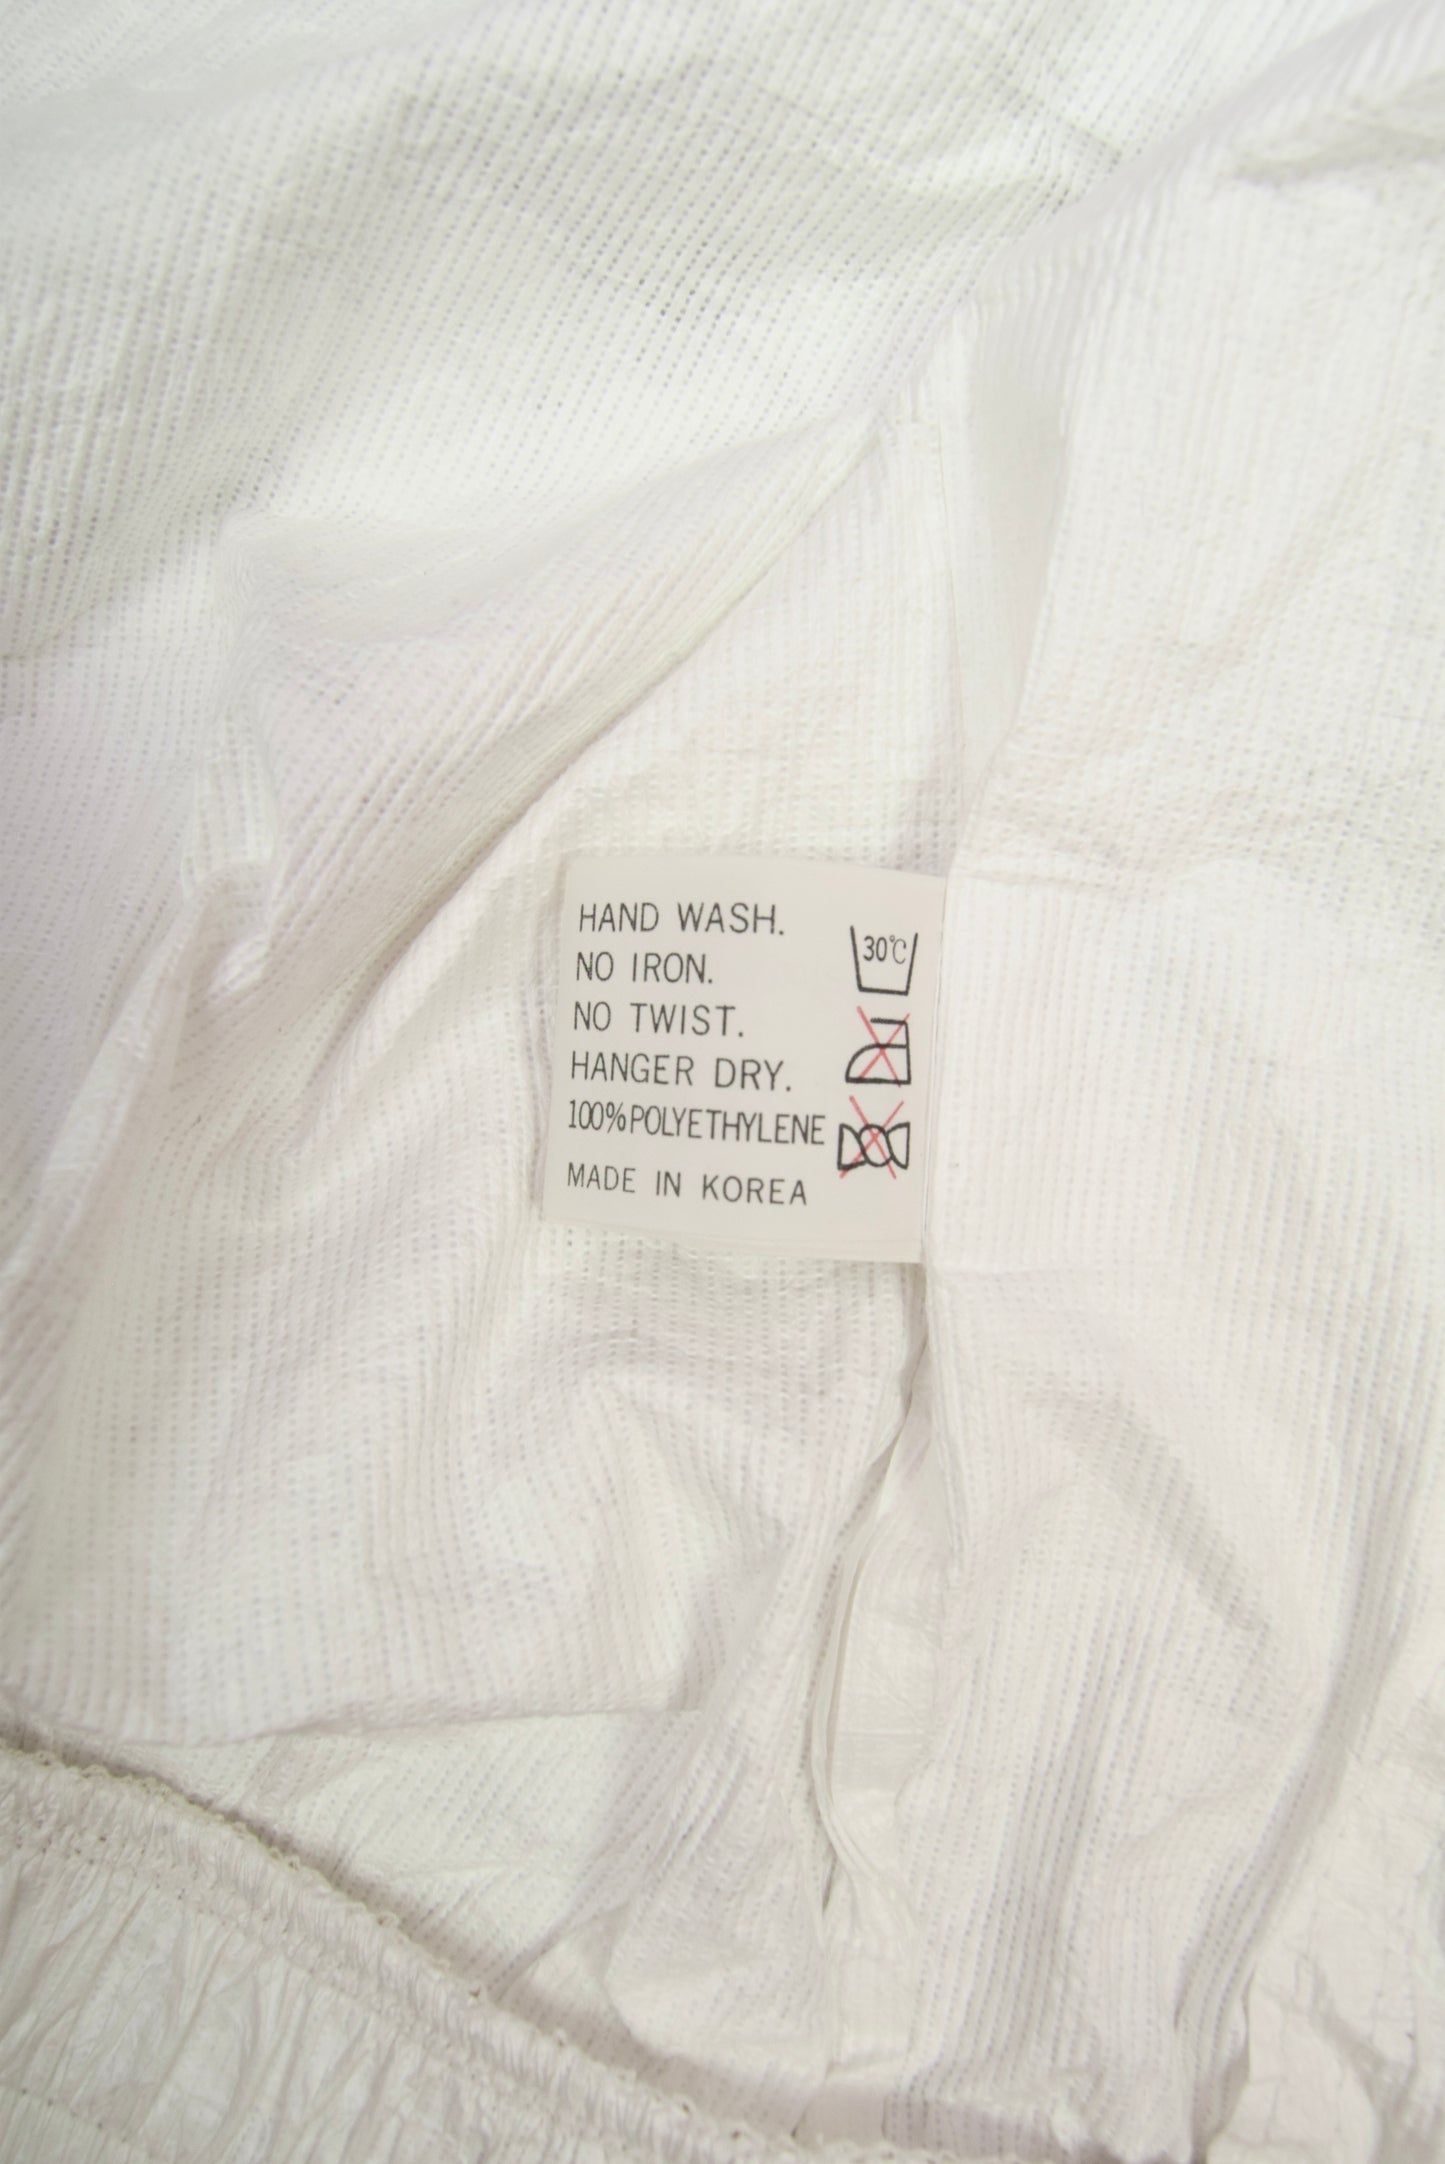 HAND WASH.
NO IRON.
NO TWIST.
HANGER DRY.
100%POLYETHYLENE
MADE IN KOREA
30℃